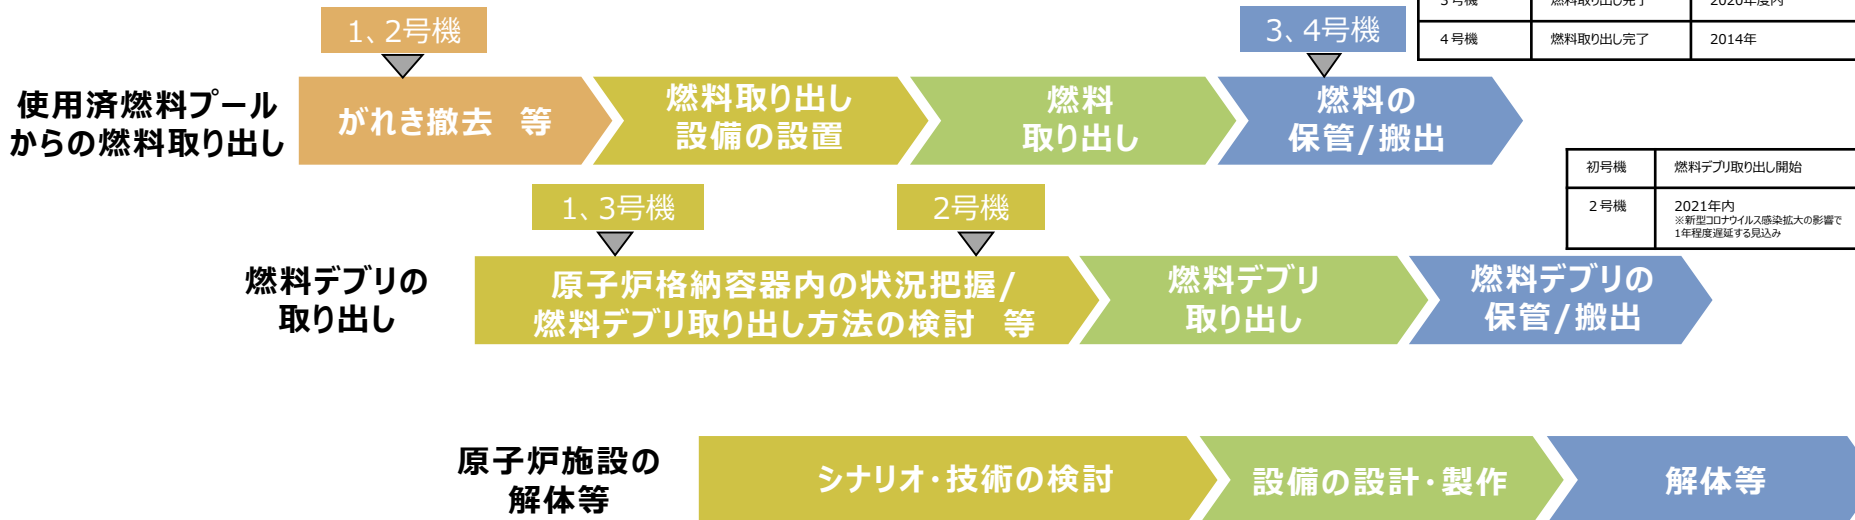 3号機 燃料取り出し完了 2020年度内
4号機 燃料取り出し完了 2014年
1、2号機
3、4号機
使用済燃料プール
からの燃料取り出し
がれき撤去　等
燃料取り出し
設備の設置
燃料
取り出し
燃料の
保管/搬出
初号機 燃料デブリ取り出し開始
2号機 2021年内
※新型コロナウイルス感染拡大の影響で
1年程度遅延する見込み
1、3号機
2号機
燃料デブリの
取り出し
原子炉格納容器内の状況把握/
燃料デブリ取り出し方法の検討　等
燃料デブリ
取り出し
燃料デブリの
保管/搬出
原子炉施設の
解体等
シナリオ・技術の検討
設備の設計・製作
解体等